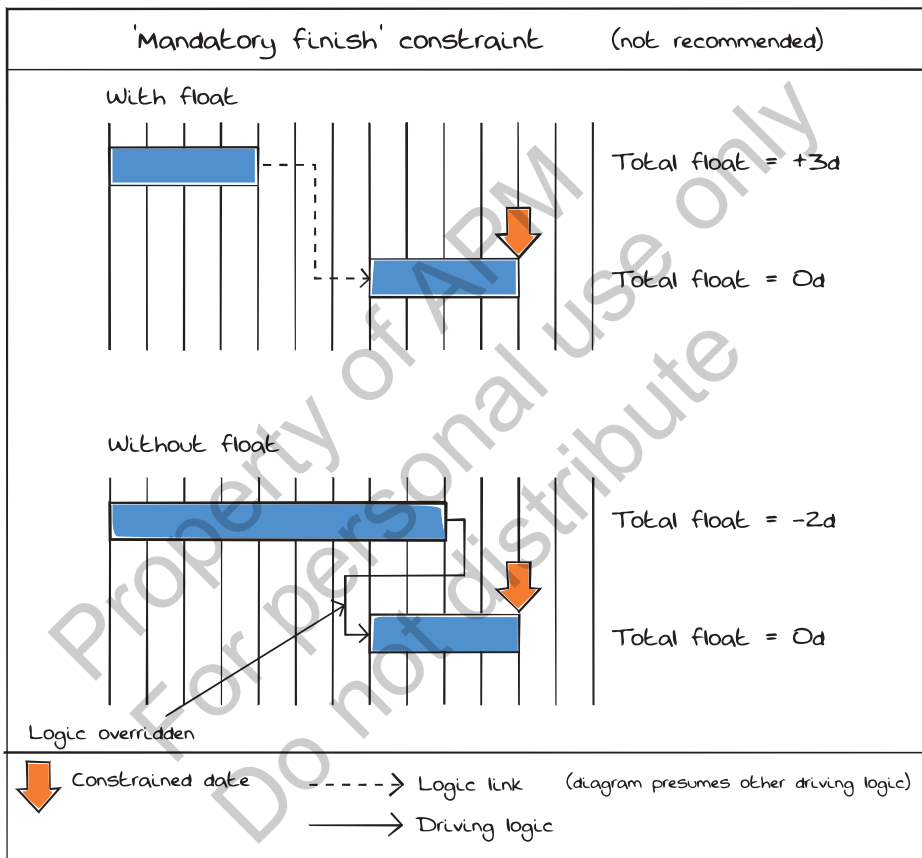 'Mandatory finish' constraint (not recommended)
With float
Total float = +3d
Total float = 0d
Without float
Total float = -2d
Total float = 0d
Logic overridden
Constrained date
Logic link
(diagram presumes other driving logic)
Driving logic
Property of APM
For personal use only
Do not distribute